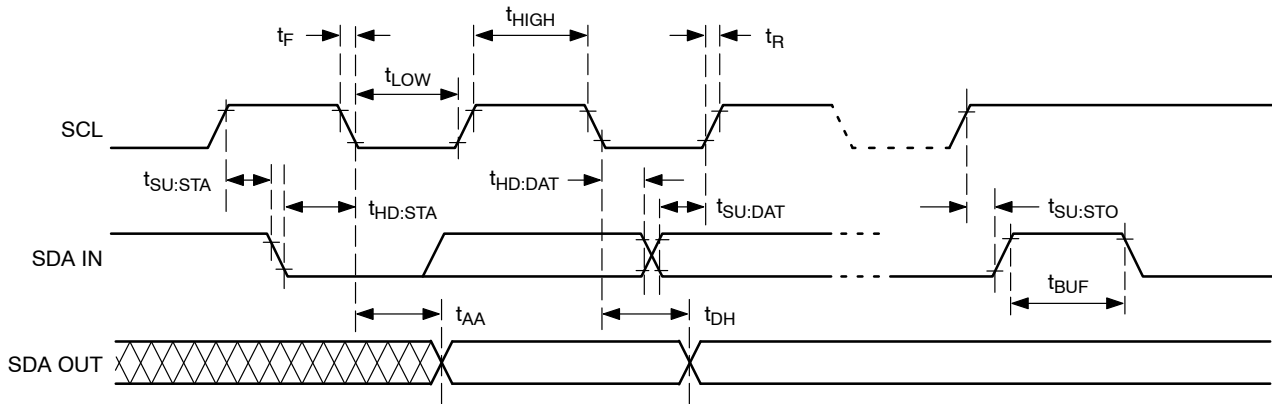 tHIGH
tF
tR
tLOW
SCL
tSU:STA
tHD:STA
tHD:DAT
tSU:DAT
tSU:STO
SDA IN
tBUF
tAA
tDH
SDA OUT